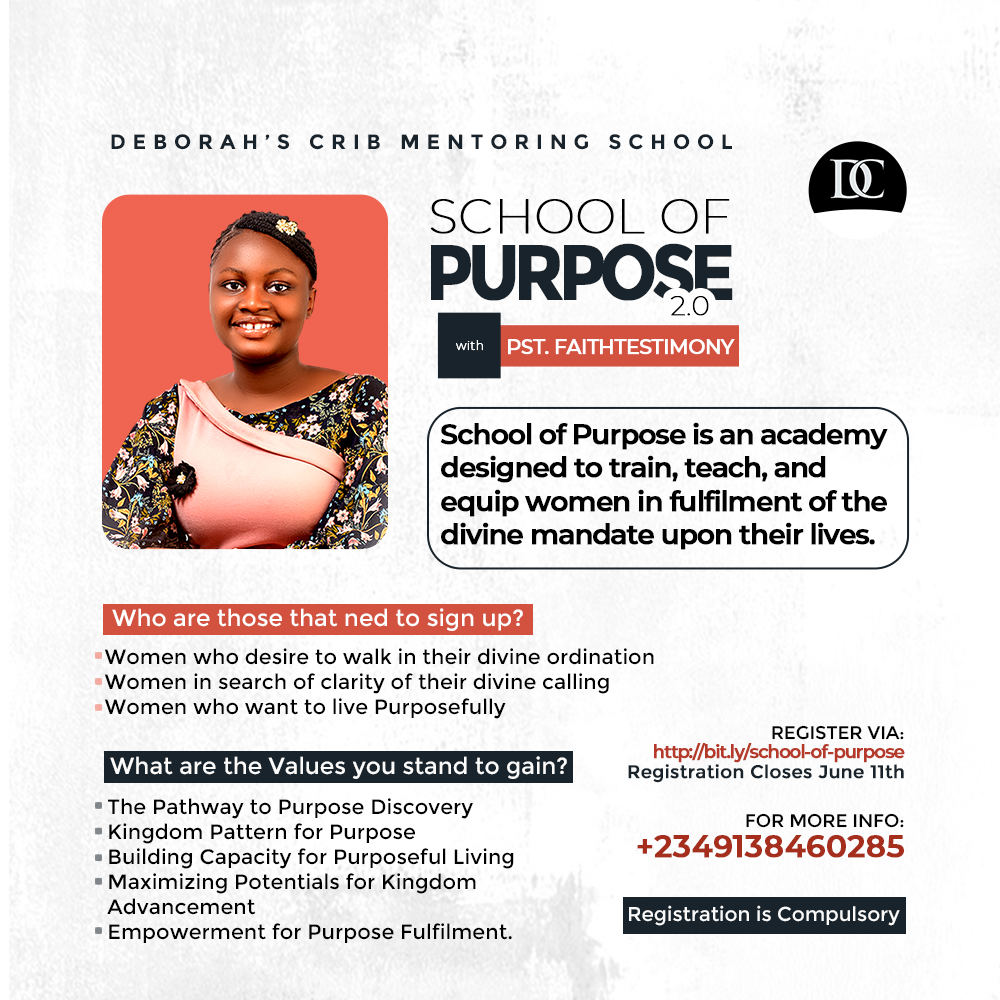 DEBORAH'S CRIB MENTORING SCHOOL
DC
SCHOOL OF
PURPOSE
2.0
with PST. FAITHTESTIMONY
School of Purpose is an academy
designed to train, teach, and
equip women in fulfilment of the
divine mandate upon their lives.
Who are those that ned to sign up?
Women who desire to walk in their divine ordination
Women in search of clarity of their divine calling
Women who want to live Purposefully
What are the Values you stand to gain?
The Pathway to Purpose Discovery
Kingdom Pattern for Purpose
Building Capacity for Purposeful Living
Maximizing Potentials for Kingdom
Advancement
Empowerment for Purpose Fulfilment.
REGISTER VIA:
http://bit.ly/school-of-purpose
Registration Closes June 11th
FOR MORE INFO:
+2349138460285
Registration is Compulsory